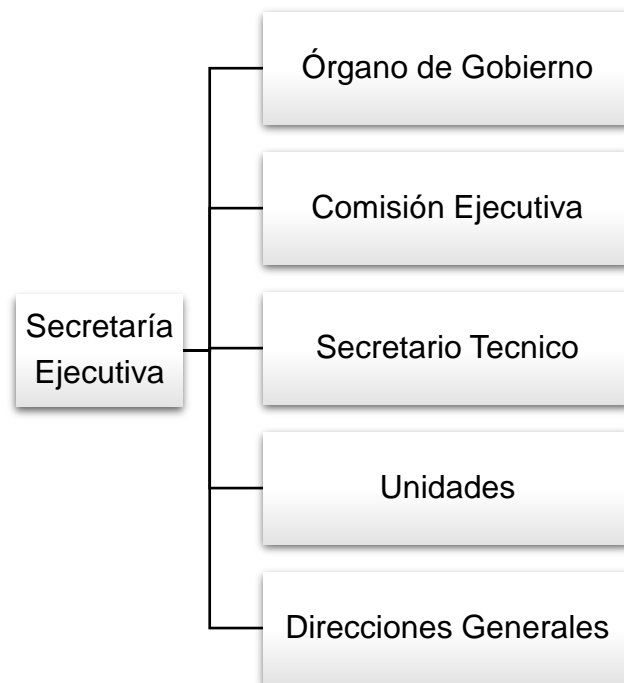 Secretaría
Ejecutiva
Órgano de Gobierno
Comisión Ejecutiva
Secretario Tecnico
Unidades
Direcciones Generales